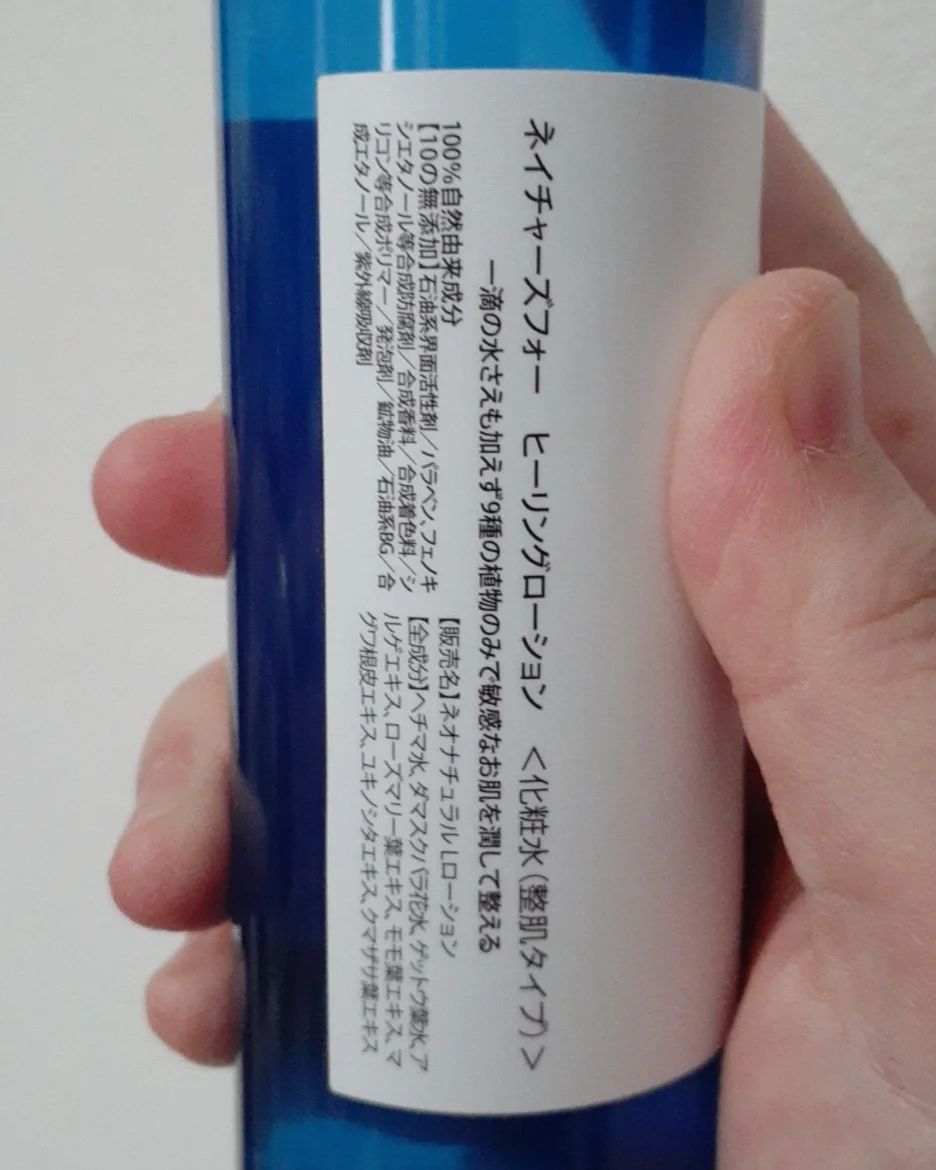 ネイチャーズフォー　ヒーリングローション　＜化粧水（整肌タイプ）＞
一滴の水さえも加えず9種の植物のみで敏感なお肌を潤して整える
100％自然由来成分
【10の無添加】石油系界面活性剤／パラベン、フェノキ
シエタノール等合成防腐剤／合成香料／合成着色料／シ
リコン等合成ポリマー／発泡剤／鉱物油／石油系BG／合
成エタノール／紫外線吸収剤
【販売名】ネオナチュラル Lローション
【全成分】ヘチマ水、ダマスクバラ花水、ゲットウ葉水、ア
ルゲエキス、ローズマリー葉エキス、モモ葉エキス、マ
グワ根皮エキス、ユキノシタエキス、クマザサ葉エキス